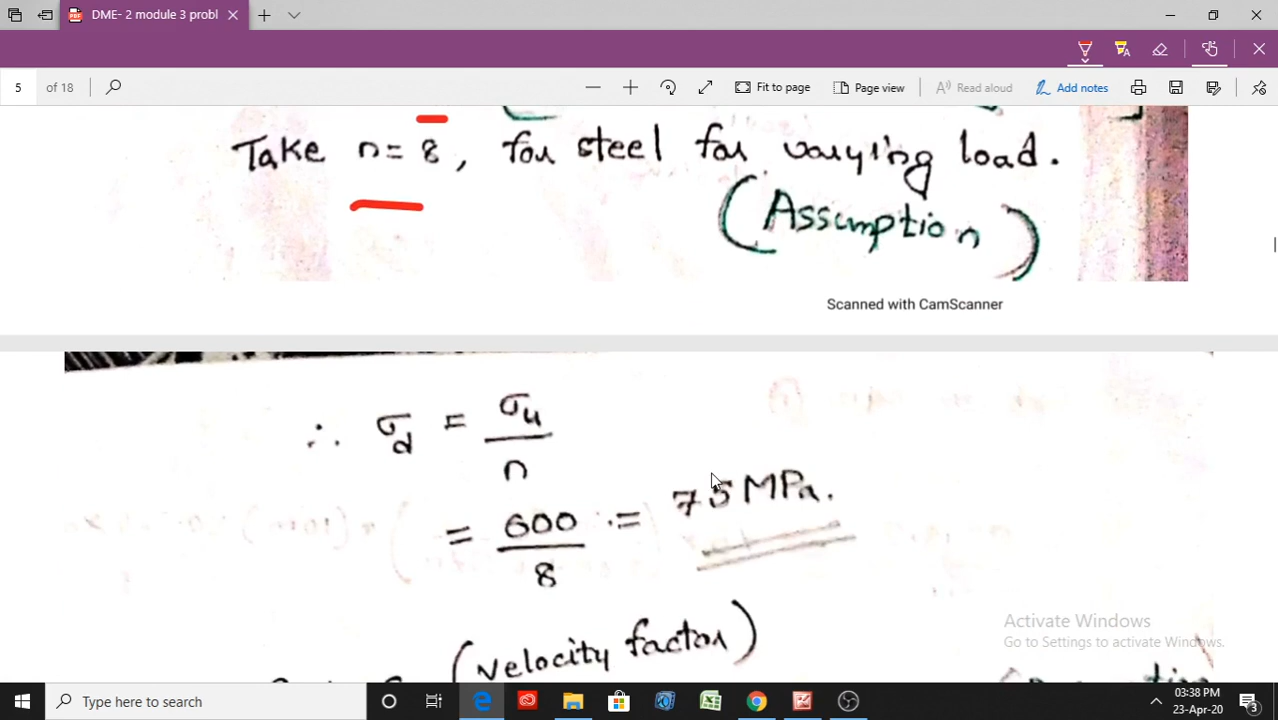 DME- 2 module 3 probl
5 of 18
Fit to page
Page view
Read aloud
Add notes
Take n= 8, for steel for varying load.
(Assumption)
Scanned with CamScanner
∴ σd = σu / n
= 600 / 8 = 75 MPa.
(velocity factor)
Activate Windows
Go to Settings to activate Windows.
Type here to search
03:38 PM
23-Apr-20
3